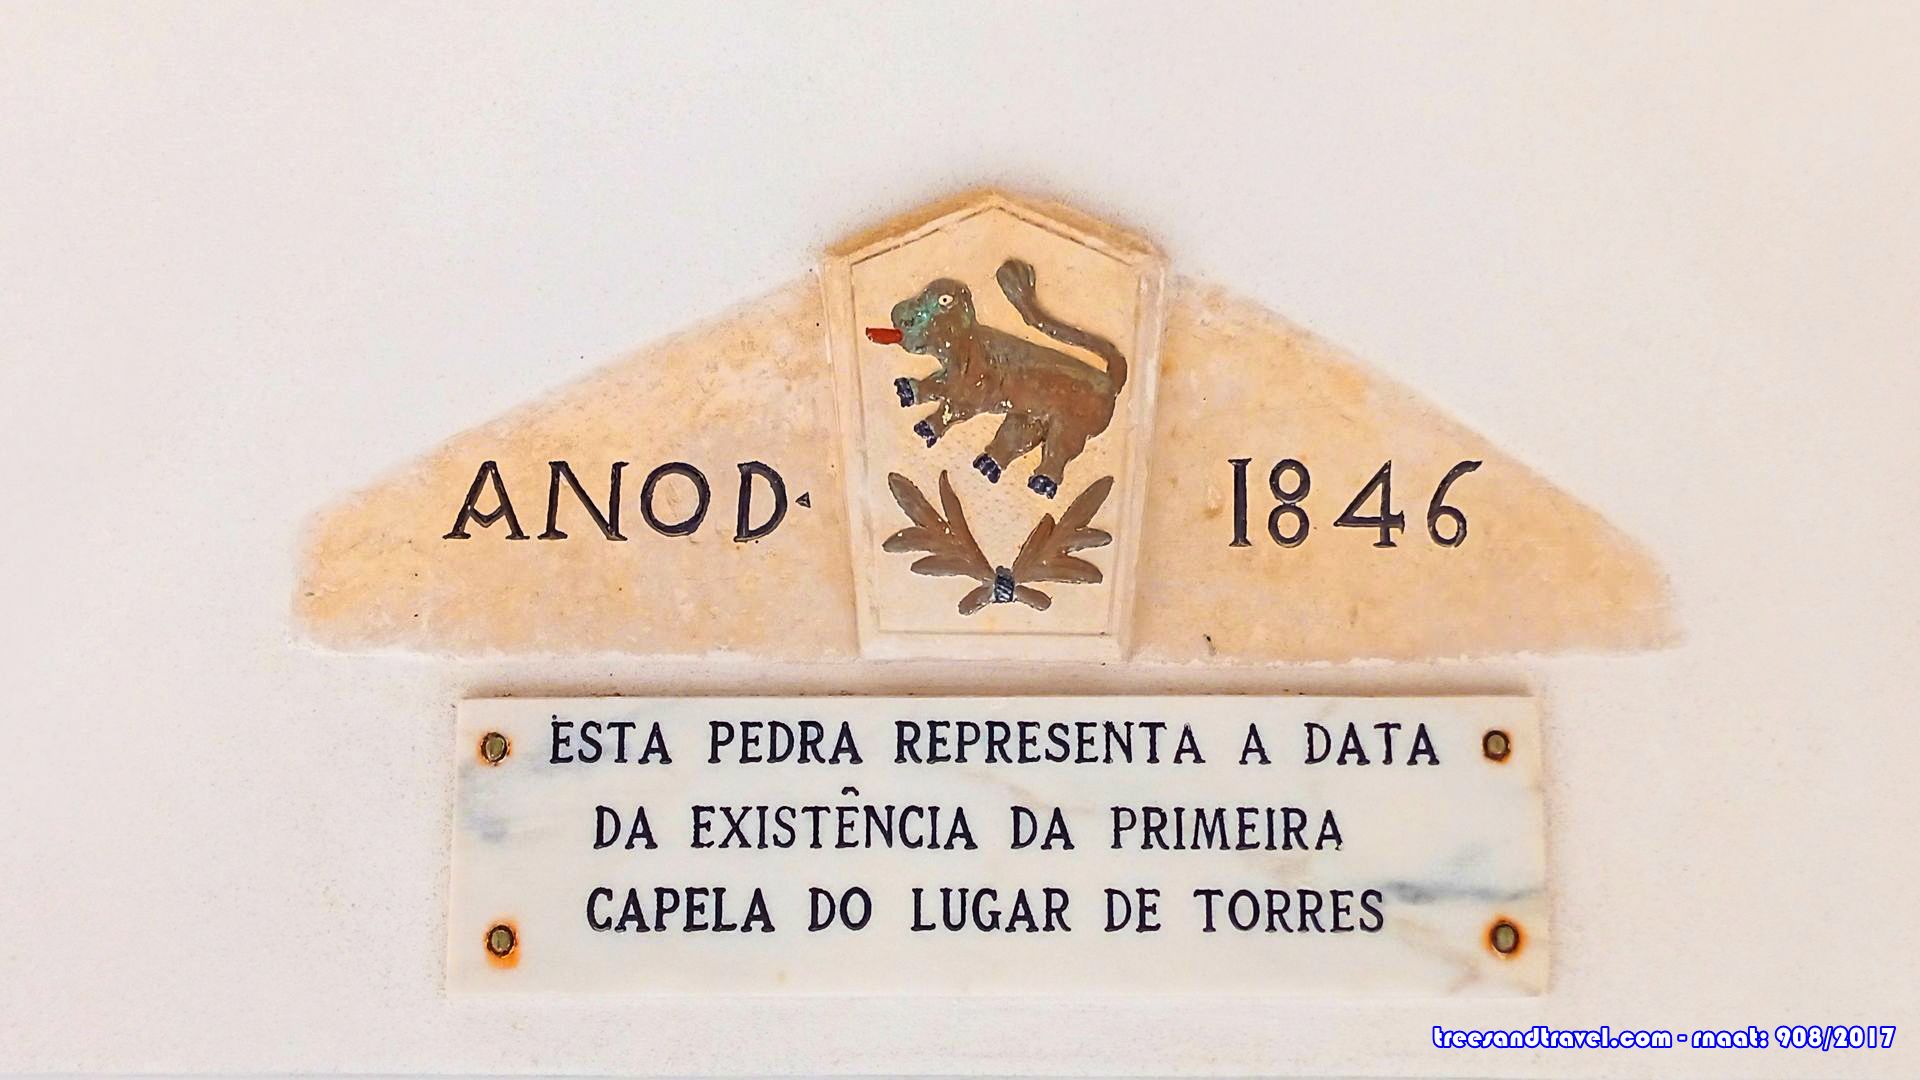 ANOD. 1846
ESTA PEDRA REPRESENTA A DATA
DA EXISTÊNCIA DA PRIMEIRA
CAPELA DO LUGAR DE TORRES
treesandtravel.com - rnaat: 908/2017